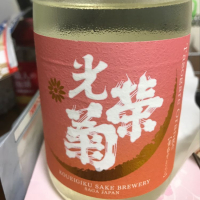 光栄菊
KOUEIGIKU SAKE BREWERY
SAGA JAPAN